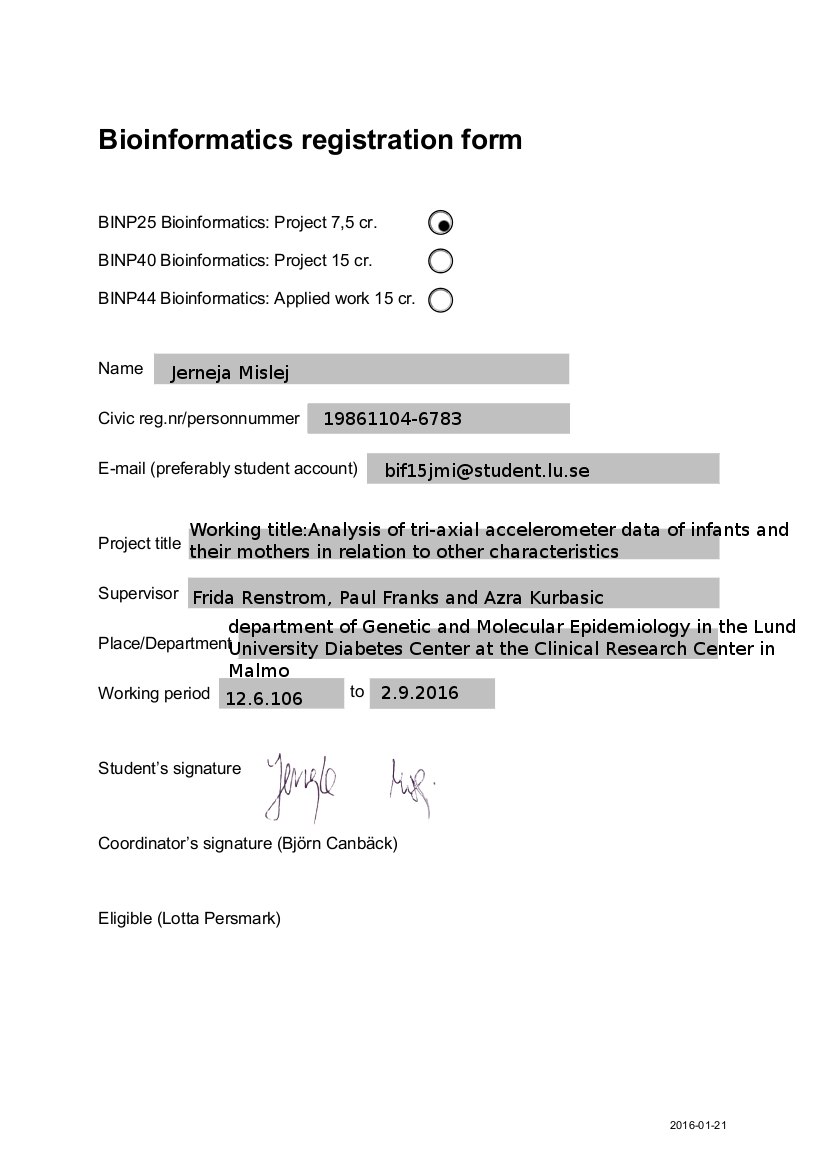 Bioinformatics registration form
BINP25 Bioinformatics: Project 7,5 cr.
BINP40 Bioinformatics: Project 15 cr.
BINP44 Bioinformatics: Applied work 15 cr.
Name Jerneja Mislej
Civic reg.nr/personnummer 19861104-6783
E-mail (preferably student account) bif15jmi@student.lu.se
Working title:Analysis of tri-axial accelerometer data of infants and
Project title their mothers in relation to other characteristics
Supervisor Frida Renstrom, Paul Franks and Azra Kurbasic
department of Genetic and Molecular Epidemiology in the Lund
Place/Department University Diabetes Center at the Clinical Research Center in
Malmo
Working period 12.6.106 to 2.9.2016
Student’s signature
Coordinator’s signature (Björn Canbäck)
Eligible (Lotta Persmark)
2016-01-21